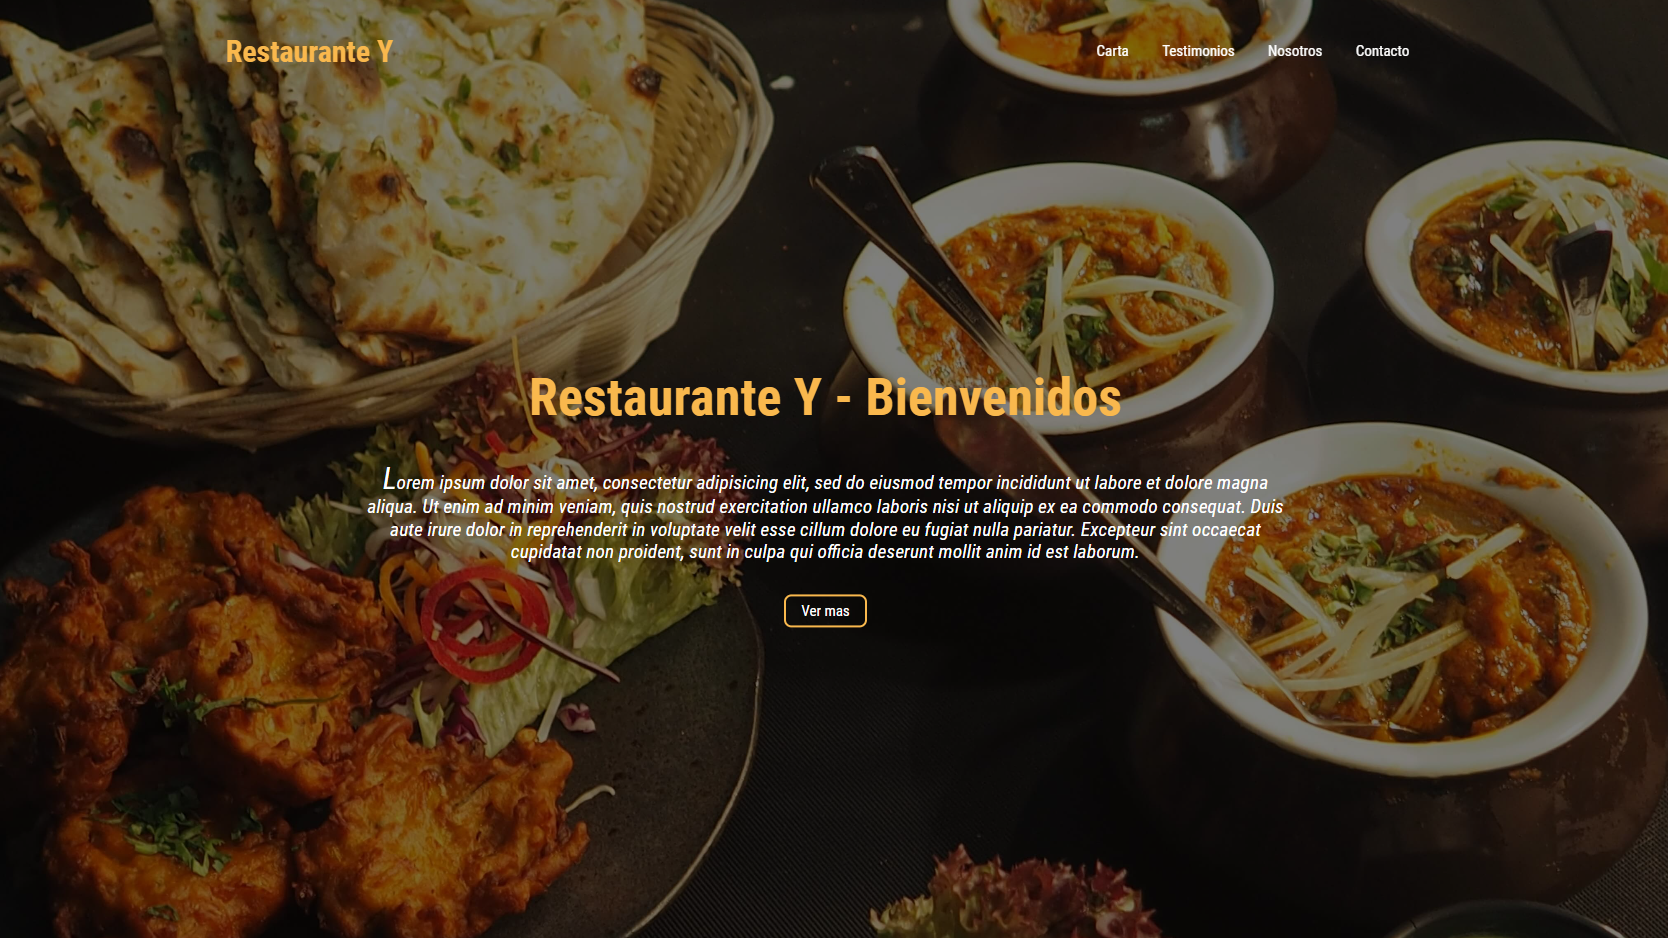 Restaurante Y
Carta Testimonios Nosotros Contacto
Restaurante Y - Bienvenidos
Lorem ipsum dolor sit amet, consectetur adipisicing elit, sed do eiusmod tempor incididunt ut labore et dolore magna
aliqua. Ut enim ad minim veniam, quis nostrud exercitation ullamco laboris nisi ut aliquip ex ea commodo consequat. Duis
aute irure dolor in reprehenderit in voluptate velit esse cillum dolore eu fugiat nulla pariatur. Excepteur sint occaecat
cupidatat non proident, sunt in culpa qui officia deserunt mollit anim id est laborum.
Ver mas